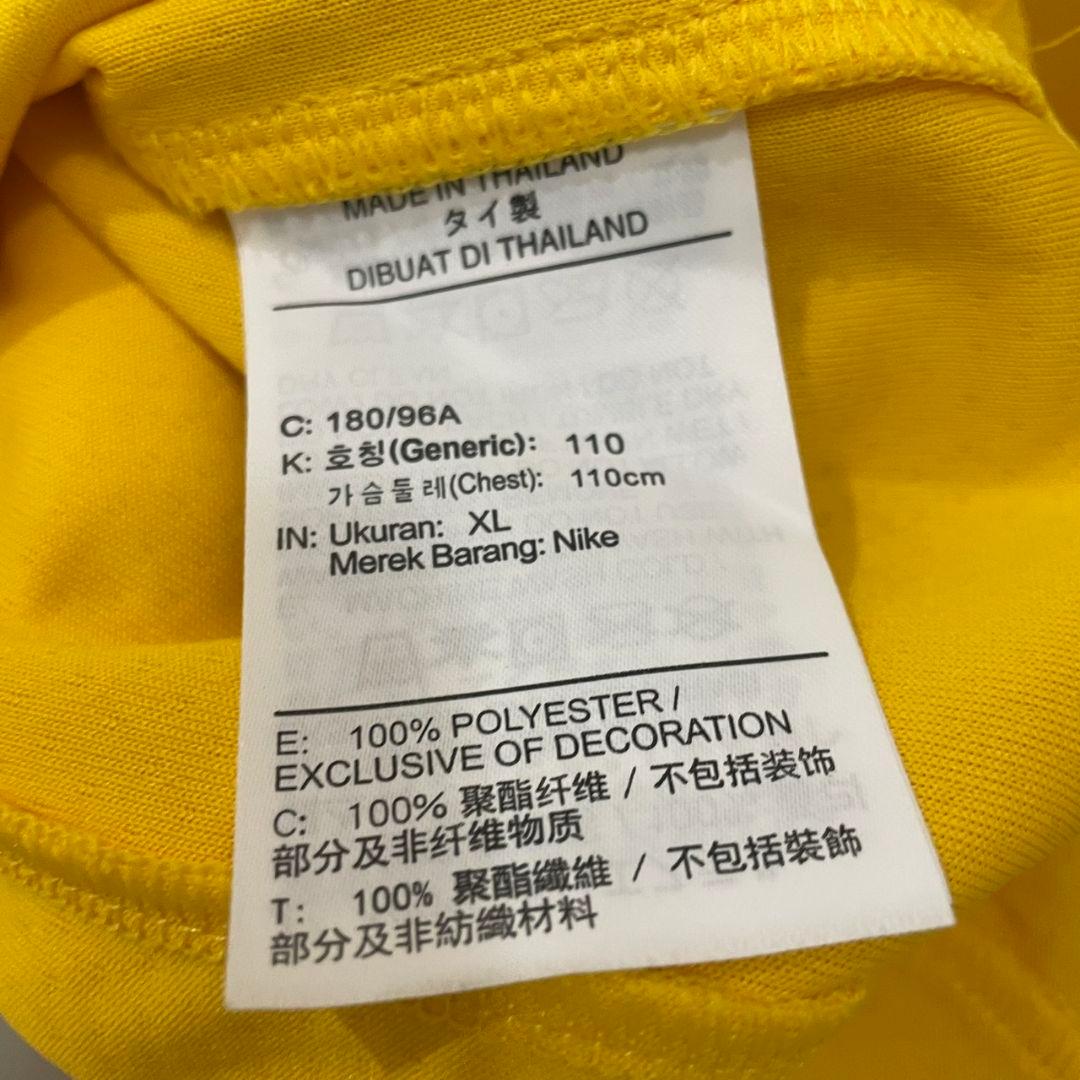 MADE IN THAILAND
タイ製
DIBUAT DI THAILAND
C: 180/96A
K: 호칭(Generic): 110
가슴둘레(Chest): 110cm
IN: Ukuran: XL
Merek Barang: Nike
E: 100% POLYESTER /
EXCLUSIVE OF DECORATION
C: 100% 聚酯纤维 / 不包括装饰
部分及非纤维物质
T: 100% 聚酯纖維 / 不包括裝飾
部分及非紡織材料